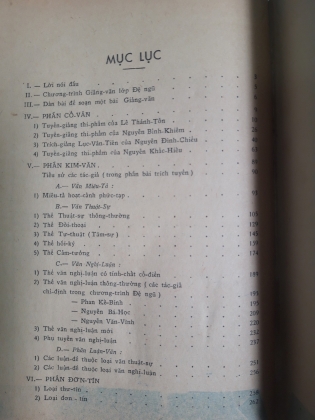 MỤC LỤC
I. — Lời nói đầu
II. — Chương-trình Giảng-văn lớp Đệ ngũ
III. — Dàn bài để soạn một bài Giảng-văn
IV. — PHẦN CỔ-VĂN
1) Tuyển-giảng thi-phẩm của Lê Thánh-Tôn
2) Tuyển-giảng thi-phẩm của Nguyễn Bỉnh-Khiêm
3) Trích-giảng Lục-Vân-Tiên của Nguyễn Đình-Chiểu
4) Tuyển-giảng thi-phẩm của Nguyễn Khắc-Hiếu
V. — PHẦN KIM-VĂN
Tiểu sử các tác-giả (trong phần bài trích tuyển)
A. — Văn Miêu-Tả :
1) Miêu-tả hoạt-cảnh phức-tạp
B. — Văn Thuật-Sự
1) Thể Thuật-sự thông-thường
2) Thể Đối-thoại
3) Thể Tự-thuật (Tâm-sự)
4) Thể hồi-ký
5) Thể Cảm-tưởng
C. — Văn Nghị-Luận :
1) Thể văn nghị-luận có tính-chất cổ-điển
2) Thể văn nghị-luận thông-thường (các tác-giả
chỉ-định trong chương-trình Đệ ngũ)
— Phan Kế-Bính
— Nguyễn Bá-Học
— Nguyễn Văn-Vĩnh
3) Thể văn nghị-luận mới
4) Phụ tuyển văn nghị-luận
D. — Phần Luận-Văn :
1) Các luận-đề thuộc loại văn thuật-sự
2) Các luận-đề thuộc loại văn nghị-luận
VI. — PHẦN ĐƠN-TÍN
1) Loại thơ-tín
2) Loại đơn-tín